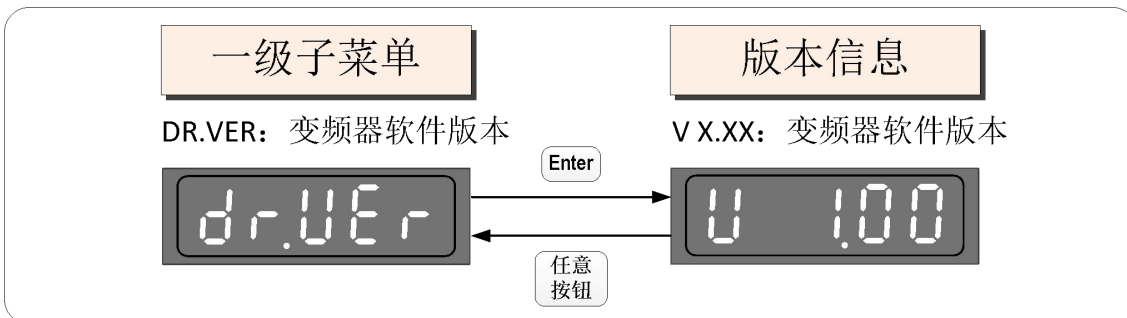 一级子菜单
版本信息
DR.VER：变频器软件版本
V X.XX：变频器软件版本
Enter
dr.UEr
U 1.00
任意
按钮